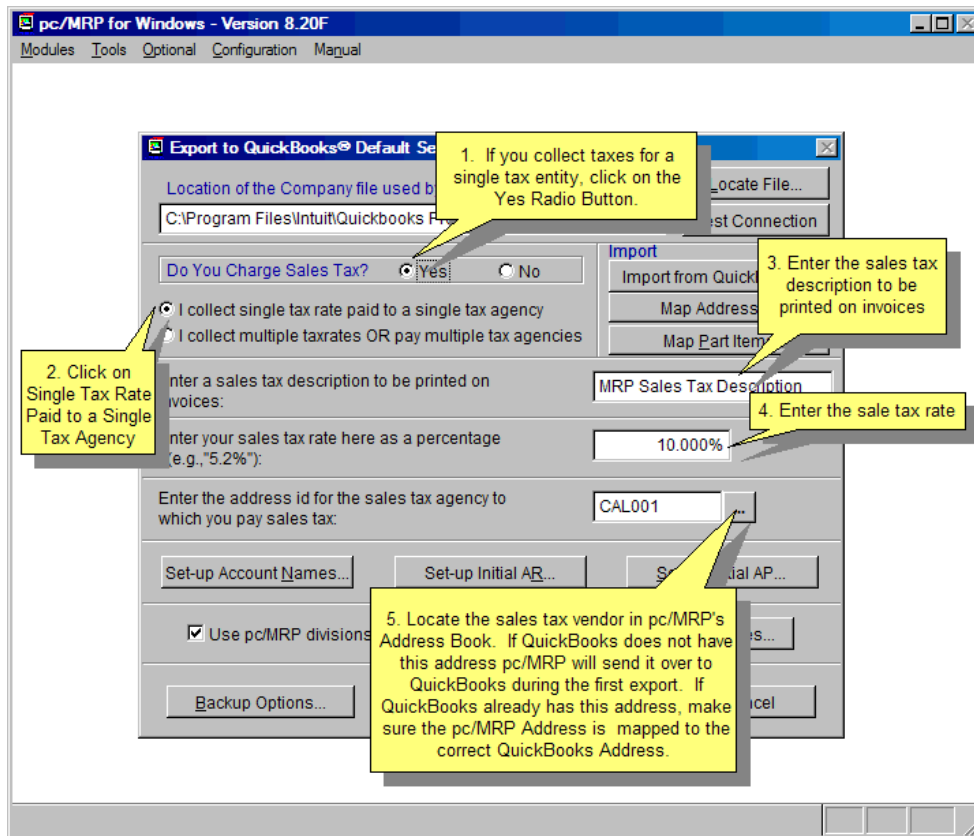 pc/MRP for Windows - Version 8.20F
Modules Tools Optional Configuration Manual
Export to QuickBooks® Default Se
1. If you collect taxes for a
single tax entity, click on the
Yes Radio Button.
Location of the Company file used by
Locate File...
C:\Program Files\Intuit\Quickbooks Pr
est Connection
Do You Charge Sales Tax? Yes No
Import
Import from QuickB
3. Enter the sales tax
description to be
printed on invoices
I collect single tax rate paid to a single tax agency
Map Address
I collect multiple taxrates OR pay multiple tax agencies
Map Part Item
2. Click on
Single Tax Rate
Paid to a Single
Tax Agency
nter a sales tax description to be printed on
nvoices:
MRP Sales Tax Description
4. Enter the sale tax rate
nter your sales tax rate here as a percentage
(e.g.,"5.2%"):
10.000%
Enter the address id for the sales tax agency to
which you pay sales tax:
CAL001 ...
Set-up Account Names... Set-up Initial AR... S tial AP...
5. Locate the sales tax vendor in pc/MRP's
Address Book. If QuickBooks does not have
this address pc/MRP will send it over to
QuickBooks during the first export. If
QuickBooks already has this address, make
sure the pc/MRP Address is mapped to the
correct QuickBooks Address.
Use pc/MRP divisions
es...
Backup Options...
ncel